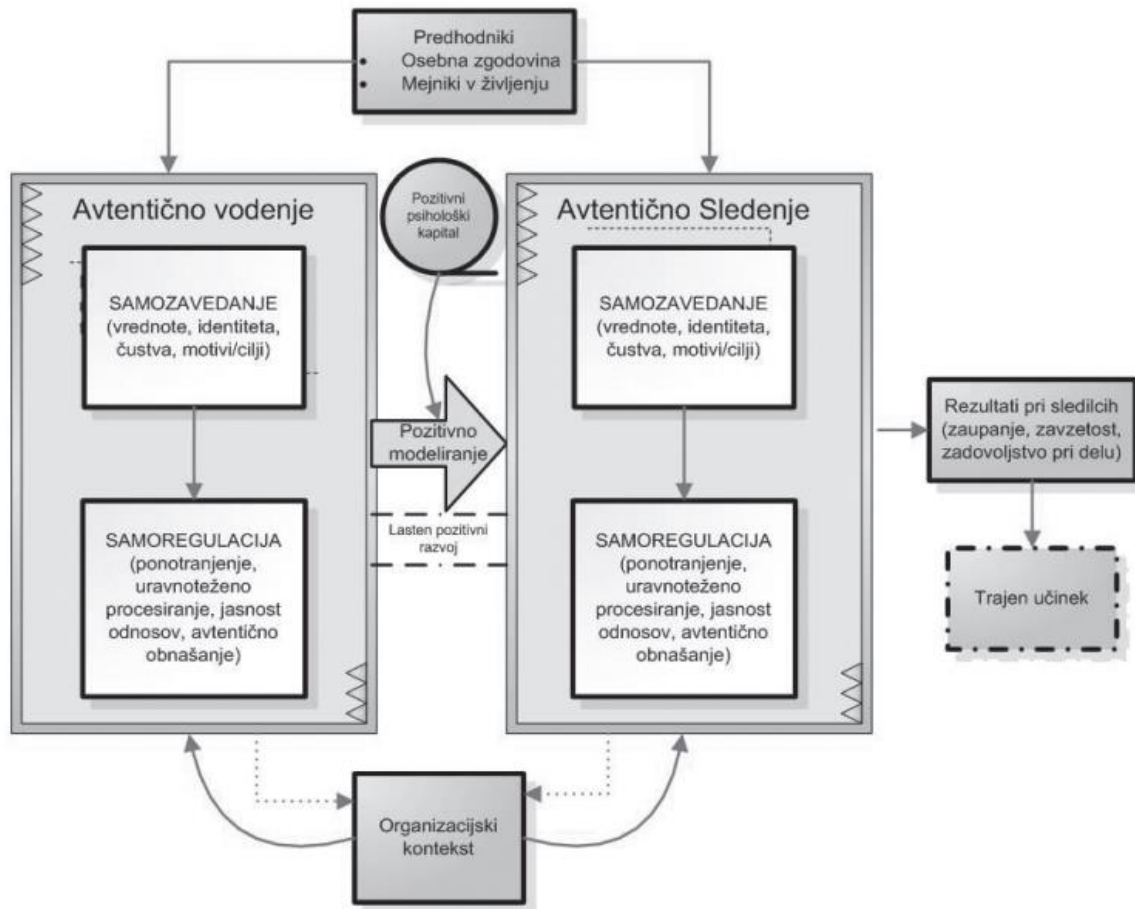 Predhodniki
• Osebna zgodovina
• Mejniki v življenju
Avtentično vodenje
Pozitivni
psihološki
kapital
Avtentično Sledenje
SAMOZAVEDANJE
(vrednote, identiteta,
čustva, motivi/cilji)
SAMOZAVEDANJE
(vrednote, identiteta,
čustva, motivi/cilji)
Pozitivno
modeliranje
Rezultati pri sledilcih
(zaupanje, zavzetost,
zadovoljstvo pri delu)
SAMOREGULACIJA
(ponotranjenje,
uravnoteženo
procesiranje, jasnost
odnosov, avtentično
obnašanje)
Lasten pozitivni
razvoj
SAMOREGULACIJA
(ponotranjenje,
uravnoteženo
procesiranje, jasnost
odnosov, avtentično
obnašanje)
Trajen učinek
Organizacijski
kontekst